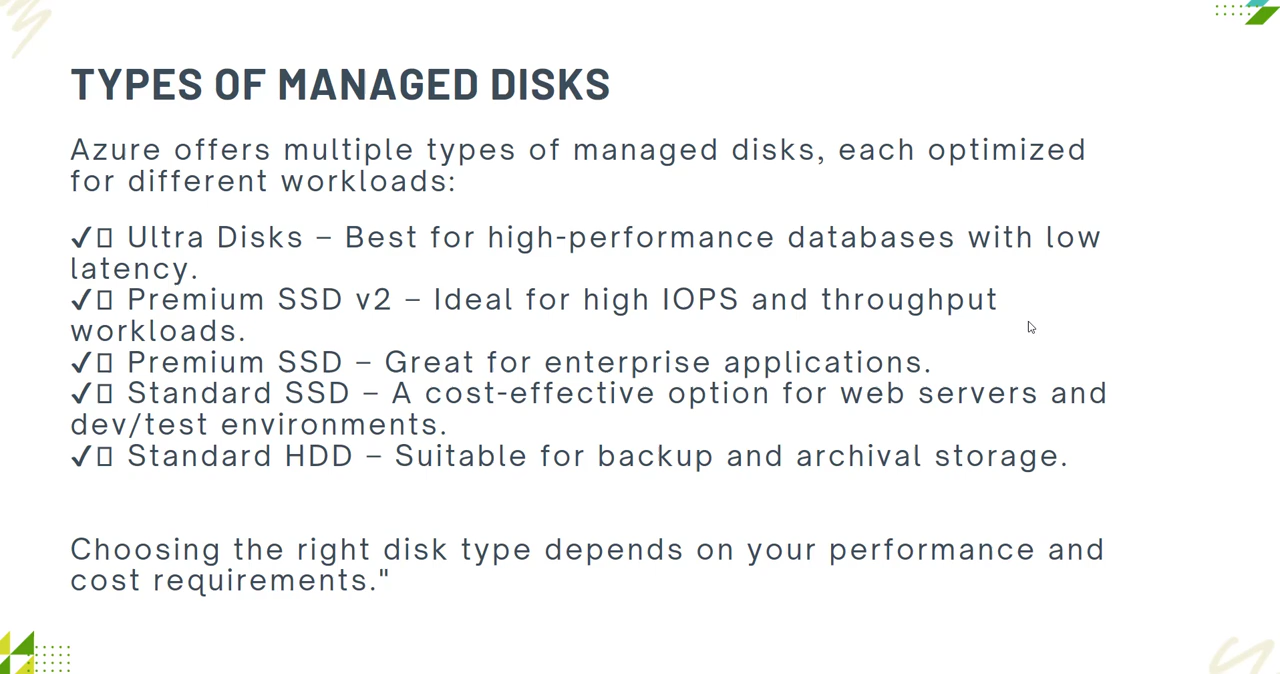 TYPES OF MANAGED DISKS
Azure offers multiple types of managed disks, each optimized
for different workloads:
✓▯ Ultra Disks – Best for high-performance databases with low
latency.
✓▯ Premium SSD v2 – Ideal for high IOPS and throughput
workloads.
✓▯ Premium SSD – Great for enterprise applications.
✓▯ Standard SSD – A cost-effective option for web servers and
dev/test environments.
✓▯ Standard HDD – Suitable for backup and archival storage.
Choosing the right disk type depends on your performance and
cost requirements."